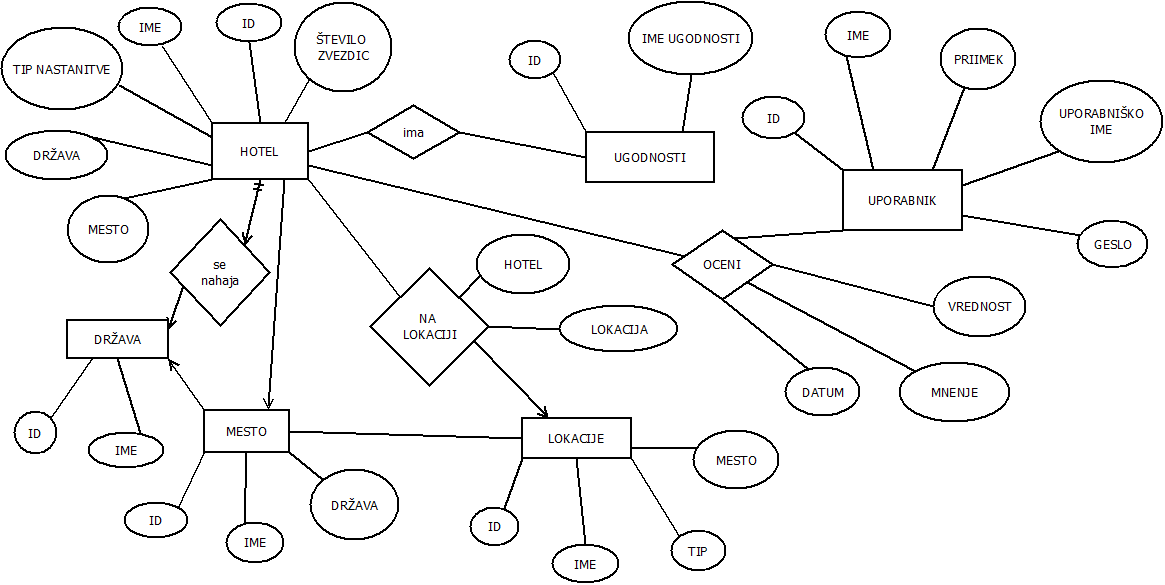 IME
ID
ŠTEVILO
ZVEZDIC
TIP NASTANITVE
DRŽAVA
MESTO
HOTEL
ima
ID
IME UGODNOSTI
UGODNOSTI
IME
PRIIMEK
ID
UPORABNIŠKO
IME
UPORABNIK
GESLO
OCENI
VREDNOST
MNENJE
DATUM
se
nahaja
HOTEL
NA
LOKACIJI
LOKACIJA
DRŽAVA
ID
IME
MESTO
ID
IME
DRŽAVA
LOKACIJE
MESTO
ID
IME
TIP